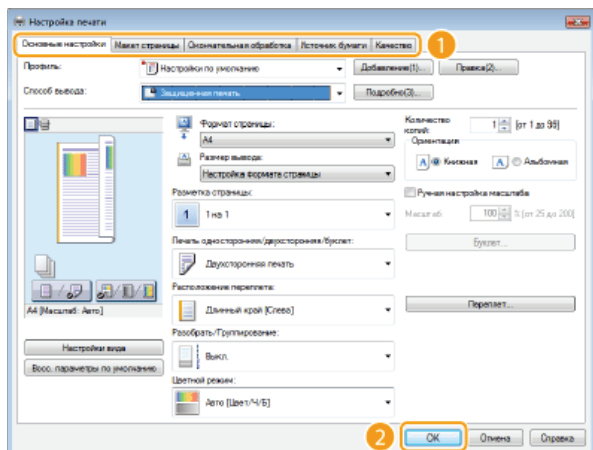 Настройка печати
Основные настройки Макет страницы Окончательная обработка Источник бумаги Качество
1
Профиль: Настройки по умолчанию Добавление(1)... Правка(2)...
Способ вывода: Защищенная печать Подробно(3)...
Формат страницы:
A4
Размер вывода:
Настройка формата страницы
Количество копий: 1 [от 1 до 99]
Ориентация
A Книжная A Альбомная
Разметка страницы:
1 1 на 1
Ручная настройка масштаба
Масштаб: 100 % [от 25 до 200]
Печать односторонняя/двухсторонняя/буклет:
Двухсторонняя печать
Буклет...
A4 [Масштаб: Авто]
Расположение переплета:
Длинный край [Слева]
Переплет...
Настройки вида
Восс. параметры по умолчанию
Разобрать/Группирование:
Выкл.
Цветной режим:
Авто [Цвет/Ч/Б]
2
OK Отмена Справка